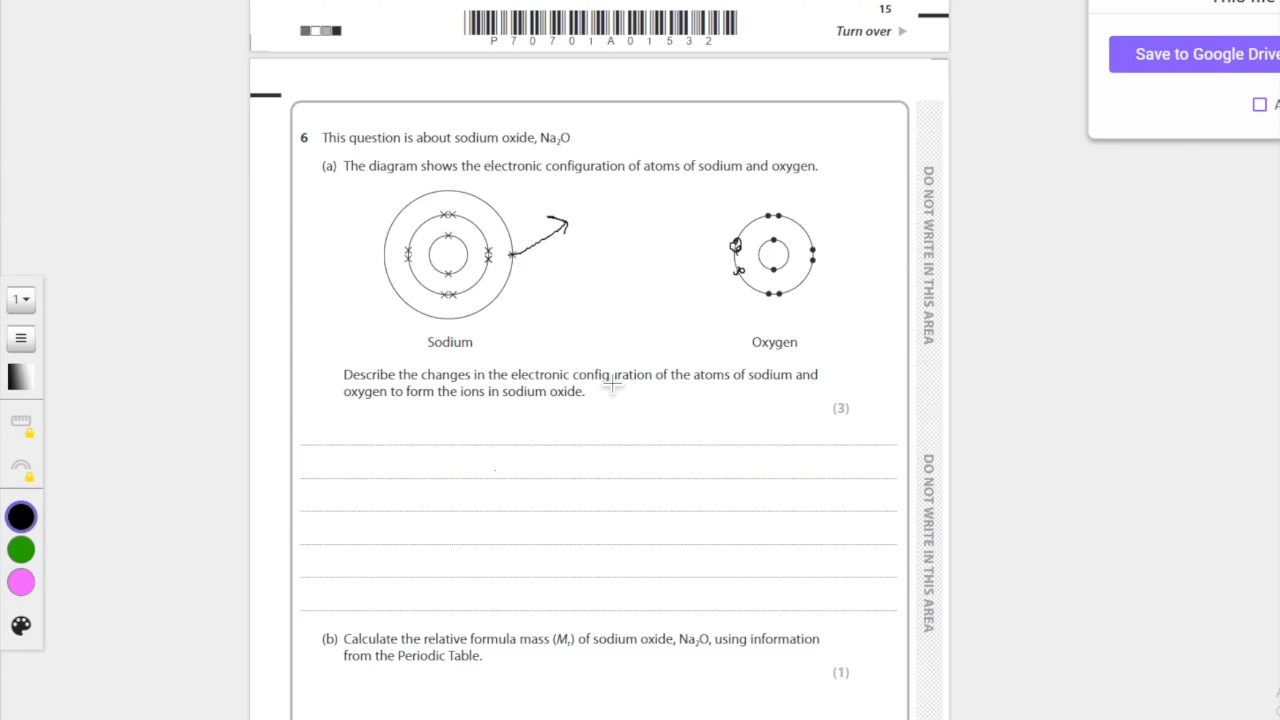 15
P 7 0 7 0 1 A 0 1 5 3 2
Turn over
Save to Google Drive
6 This question is about sodium oxide, Na₂O
(a) The diagram shows the electronic configuration of atoms of sodium and oxygen.
Sodium
Oxygen
Describe the changes in the electronic configuration of the atoms of sodium and
oxygen to form the ions in sodium oxide.
(3)
(b) Calculate the relative formula mass (Mᵣ) of sodium oxide, Na₂O, using information
from the Periodic Table.
(1)
DO NOT WRITE IN THIS AREA
DO NOT WRITE IN THIS AREA
1